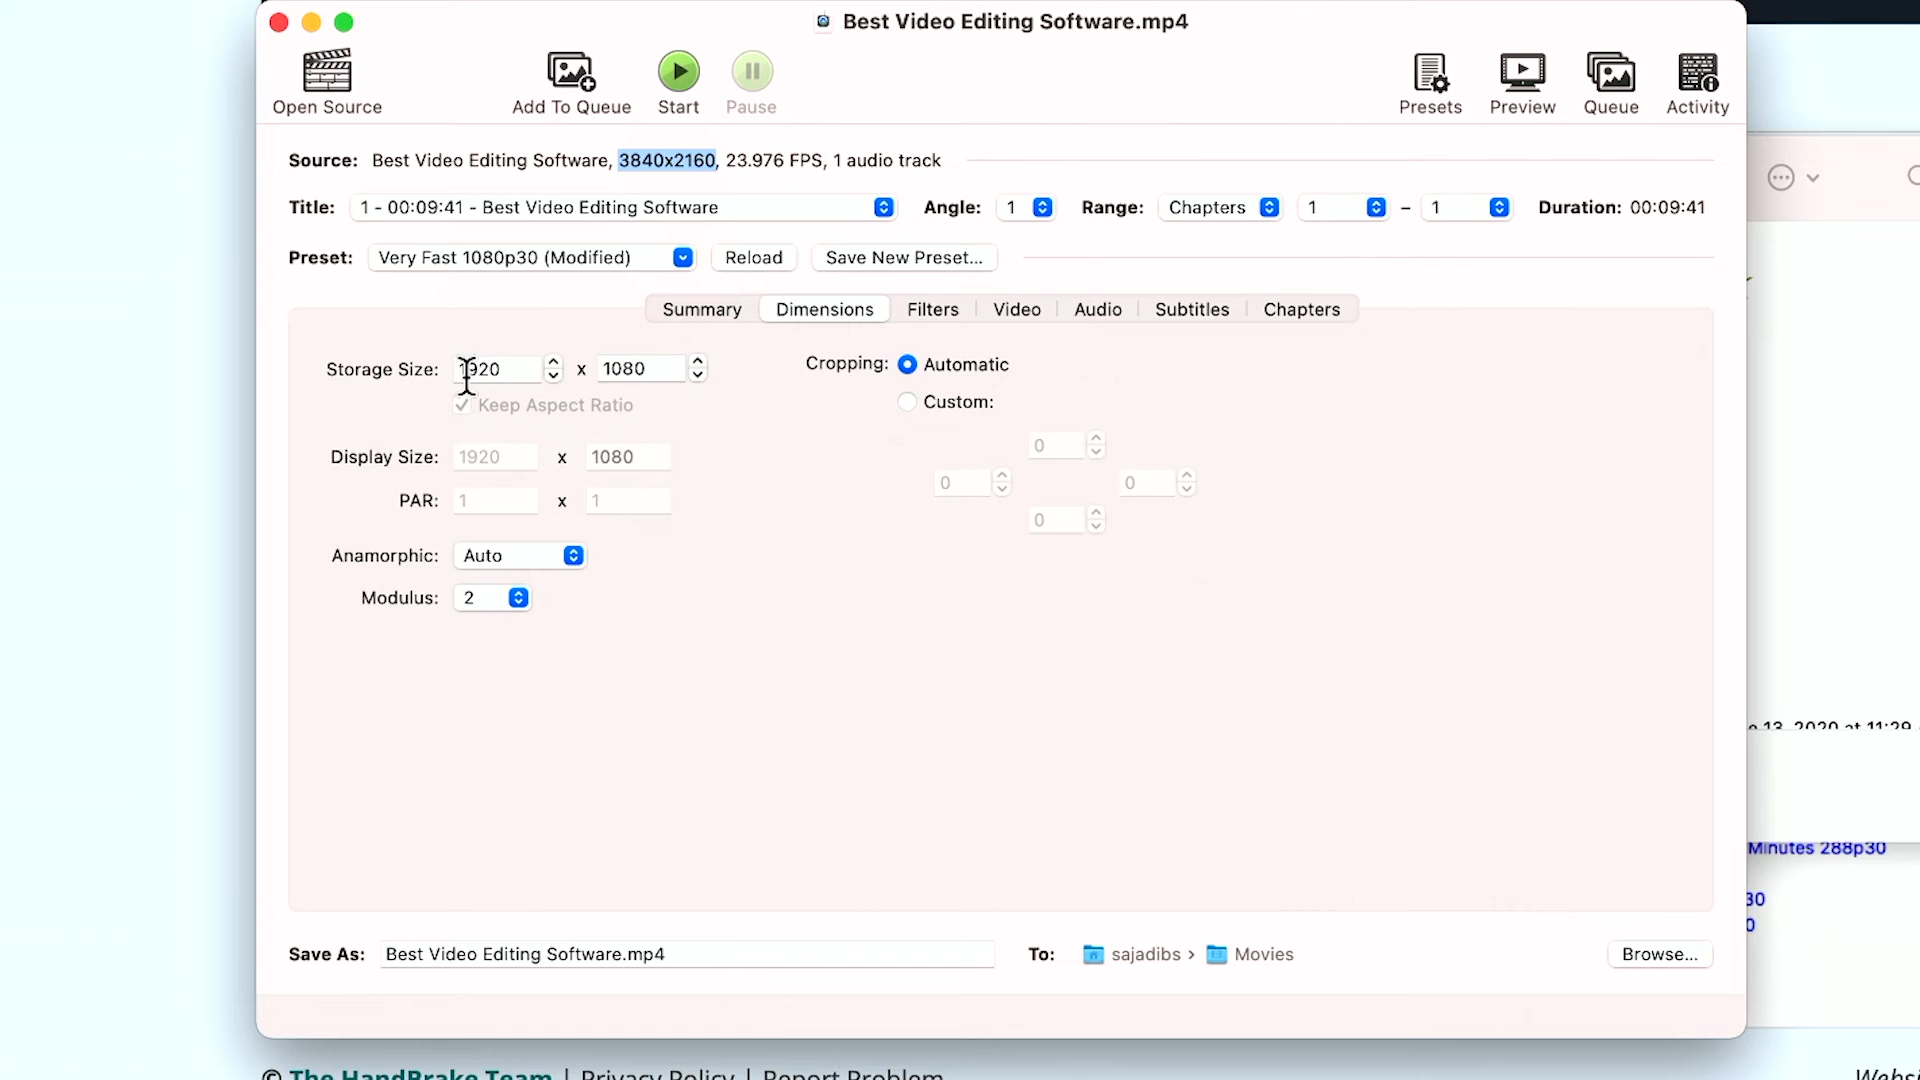 Best Video Editing Software.mp4
Open Source
Add To Queue
Start
Pause
Presets
Preview
Queue
Activity
Source: Best Video Editing Software, 3840x2160, 23.976 FPS, 1 audio track
Title: 1 - 00:09:41 - Best Video Editing Software Angle: 1 Range: Chapters 1 – 1 Duration: 00:09:41
Preset: Very Fast 1080p30 (Modified) Reload Save New Preset...
Summary Dimensions Filters Video Audio Subtitles Chapters
Storage Size: 1920 x 1080
Keep Aspect Ratio
Display Size: 1920 x 1080
PAR: 1 x 1
Anamorphic: Auto
Modulus: 2
Cropping: Automatic
Custom:
0
0 0
0
13, 2020 at 11:29
Minutes 288p30
30
0
Save As: Best Video Editing Software.mp4 To: sajadibs › Movies Browse...
© The HandBrake Team | Privacy Policy | Report Problem